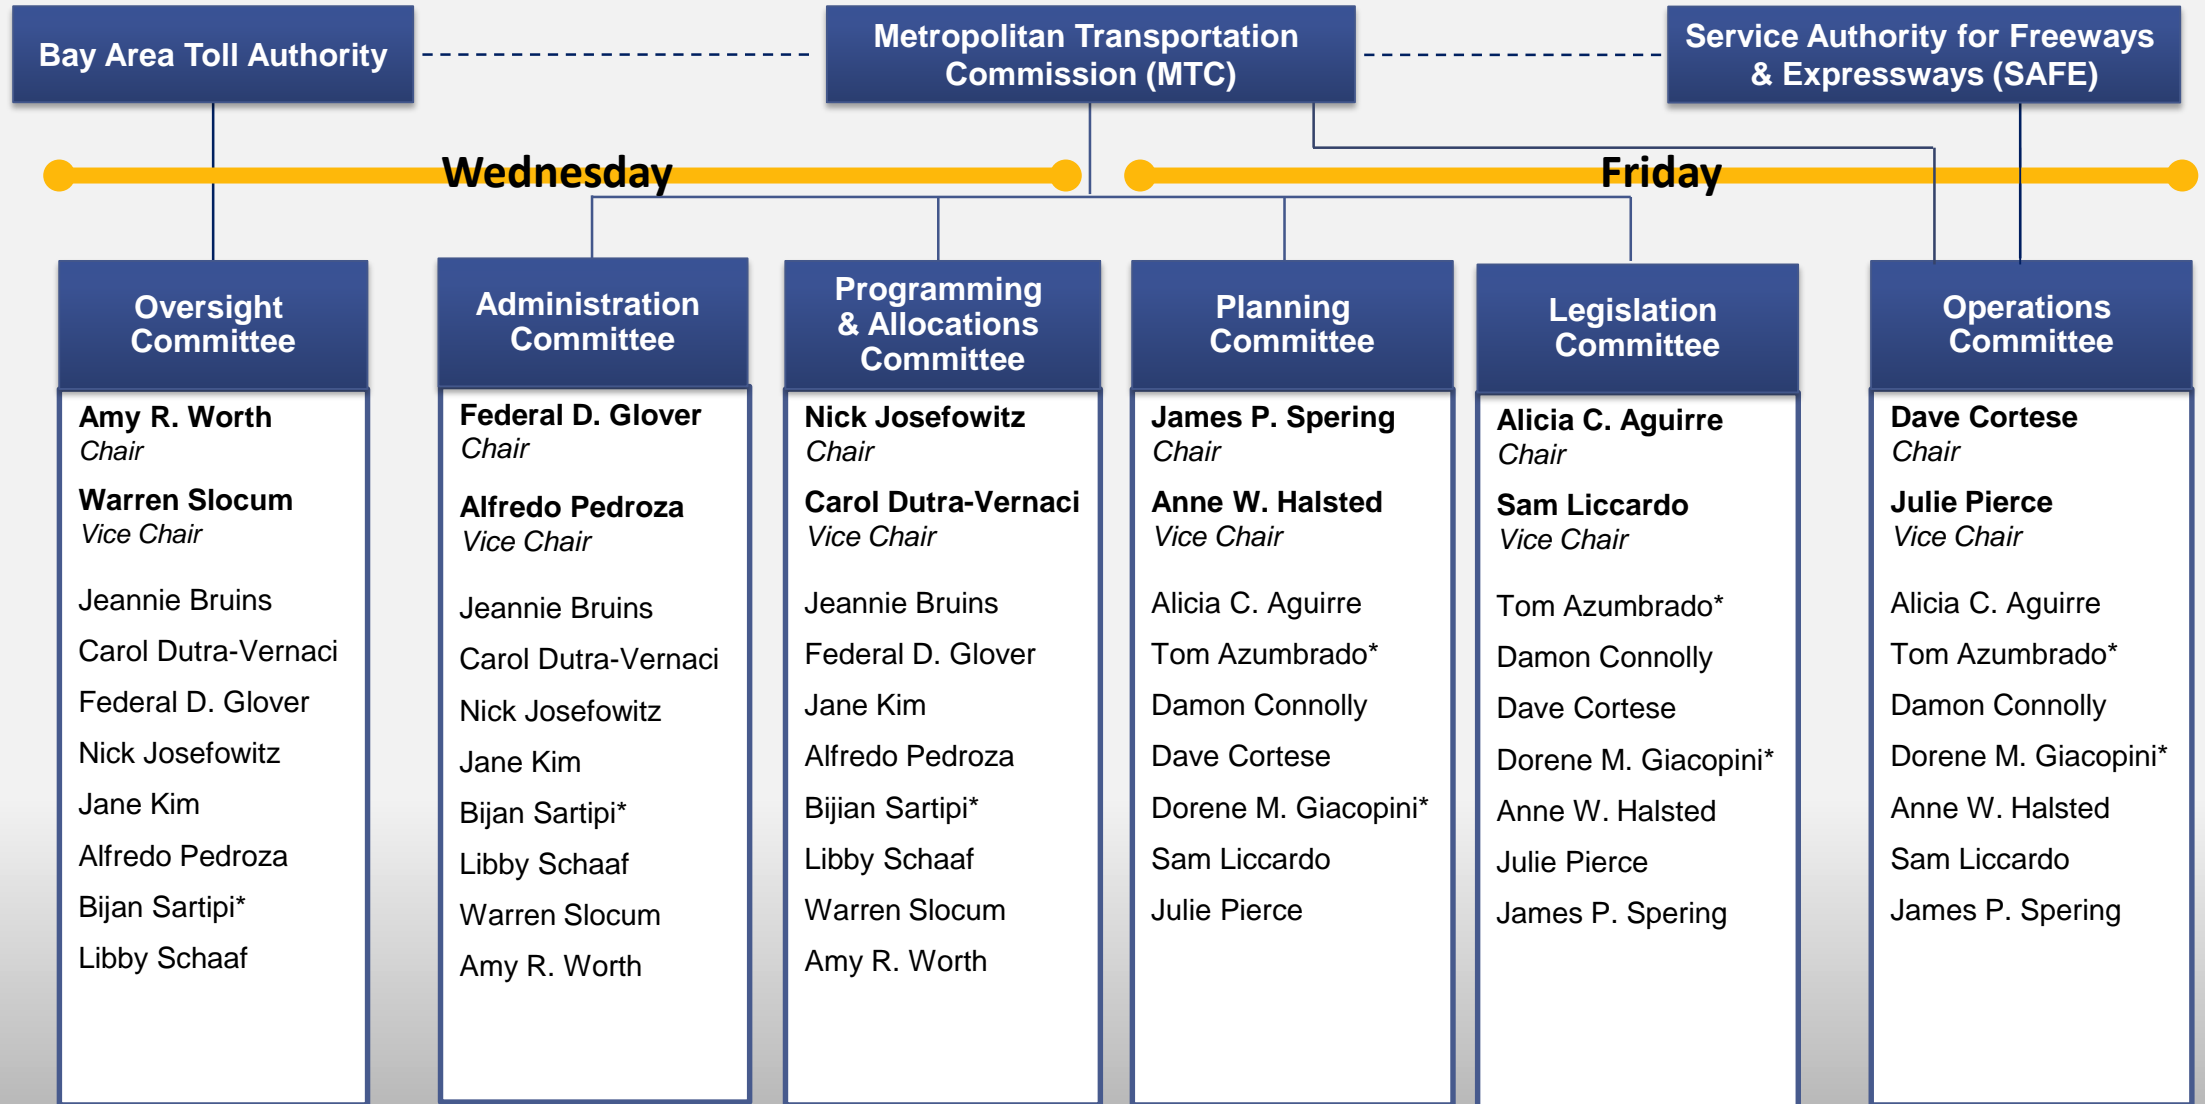 Bay Area Toll Authority
Metropolitan Transportation
Commission (MTC)
Service Authority for Freeways
& Expressways (SAFE)
Wednesday
Friday
Oversight
Committee
Amy R. Worth
Chair
Warren Slocum
Vice Chair
Jeannie Bruins
Carol Dutra-Vernaci
Federal D. Glover
Nick Josefowitz
Jane Kim
Alfredo Pedroza
Bijan Sartipi*
Libby Schaaf
Administration
Committee
Federal D. Glover
Chair
Alfredo Pedroza
Vice Chair
Jeannie Bruins
Carol Dutra-Vernaci
Nick Josefowitz
Jane Kim
Bijan Sartipi*
Libby Schaaf
Warren Slocum
Amy R. Worth
Programming
& Allocations
Committee
Nick Josefowitz
Chair
Carol Dutra-Vernaci
Vice Chair
Jeannie Bruins
Federal D. Glover
Jane Kim
Alfredo Pedroza
Bijian Sartipi*
Libby Schaaf
Warren Slocum
Amy R. Worth
Planning
Committee
James P. Spering
Chair
Anne W. Halsted
Vice Chair
Alicia C. Aguirre
Tom Azumbrado*
Damon Connolly
Dave Cortese
Dorene M. Giacopini*
Sam Liccardo
Julie Pierce
Legislation
Committee
Alicia C. Aguirre
Chair
Sam Liccardo
Vice Chair
Tom Azumbrado*
Damon Connolly
Dave Cortese
Dorene M. Giacopini*
Anne W. Halsted
Julie Pierce
James P. Spering
Operations
Committee
Dave Cortese
Chair
Julie Pierce
Vice Chair
Alicia C. Aguirre
Tom Azumbrado*
Damon Connolly
Dorene M. Giacopini*
Anne W. Halsted
Sam Liccardo
James P. Spering